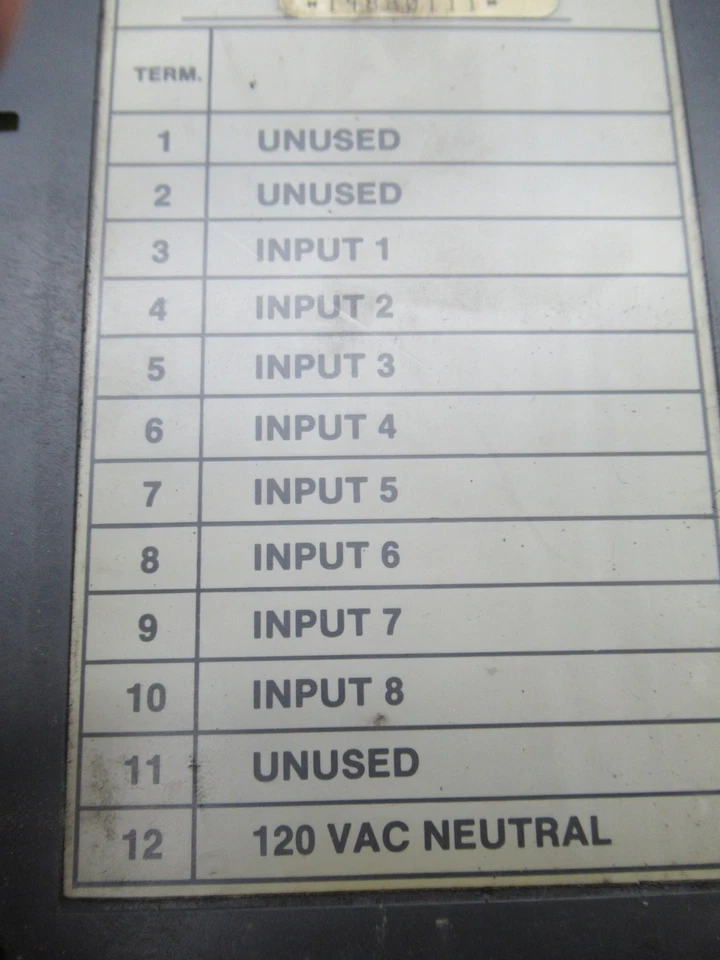 TERM.
1 UNUSED
2 UNUSED
3 INPUT 1
4 INPUT 2
5 INPUT 3
6 INPUT 4
7 INPUT 5
8 INPUT 6
9 INPUT 7
10 INPUT 8
11 UNUSED
12 120 VAC NEUTRAL